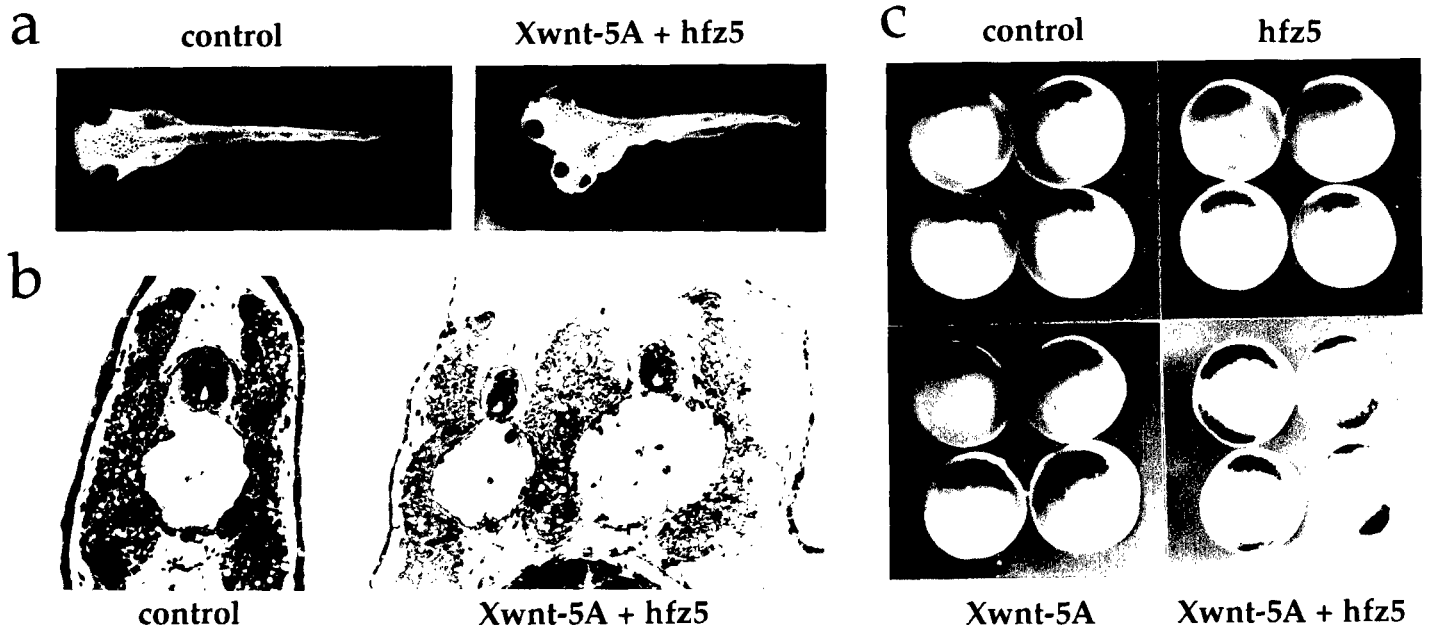 a
control
Xwnt-5A + hfz5
b
control
Xwnt-5A + hfz5
c
control
hfz5
Xwnt-5A
Xwnt-5A + hfz5